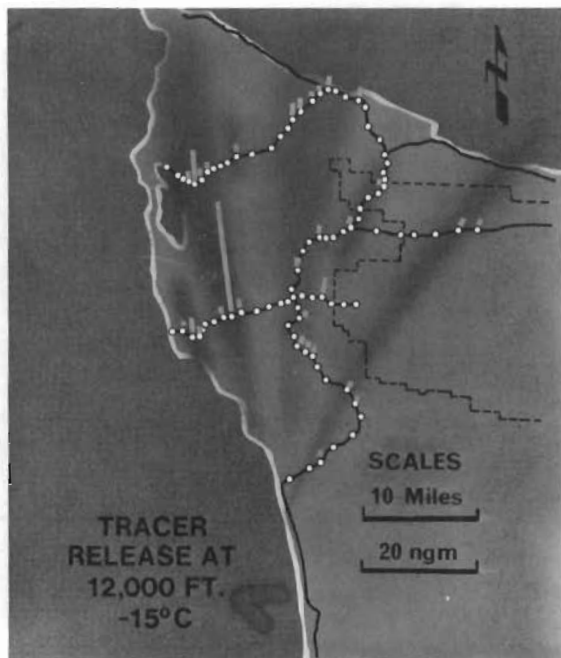 SCALES
10 Miles
20 ngm
TRACER
RELEASE AT
12,000 FT.
-15°C